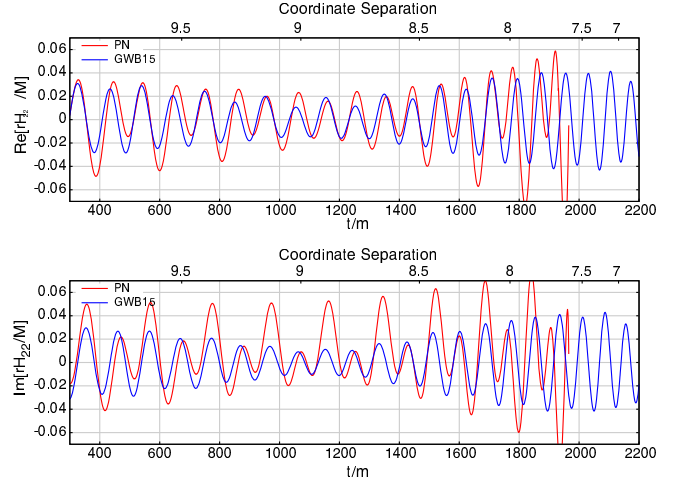 Coordinate Separation
9.5 9 8.5 8 7.5 7
0.06
0.04
0.02
0
-0.02
-0.04
-0.06
Re[rH2 /M]
PN
GWB15
400 600 800 1000 1200 1400 1600 1800 2000 2200
t/m
Coordinate Separation
9.5 9 8.5 8 7.5 7
0.06
0.04
0.02
0
-0.02
-0.04
-0.06
Im[rH22/M]
PN
GWB15
400 600 800 1000 1200 1400 1600 1800 2000 2200
t/m